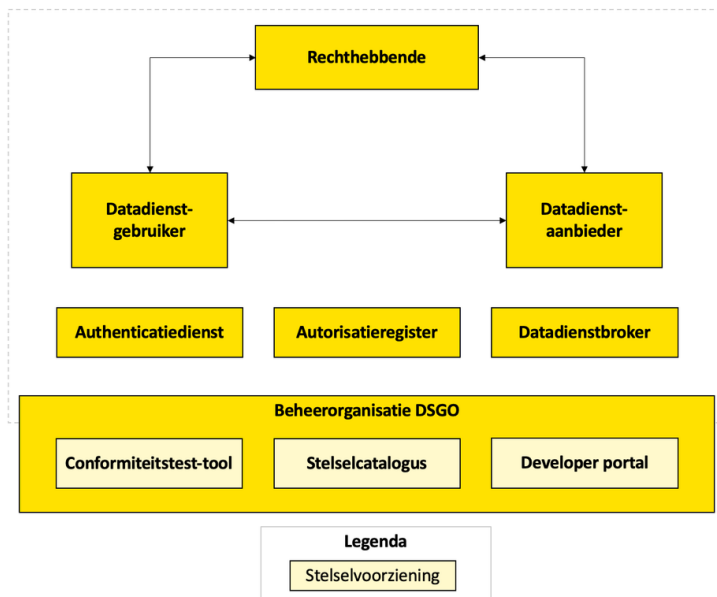 Rechthebbende
Datadienst-
gebruiker
Datadienst-
aanbieder
Authenticatiedienst
Autorisatieregister
Datadienstbroker
Beheerorganisatie DSGO
Conformiteitstest-tool
Stelselcatalogus
Developer portal
Legenda
Stelselvoorziening